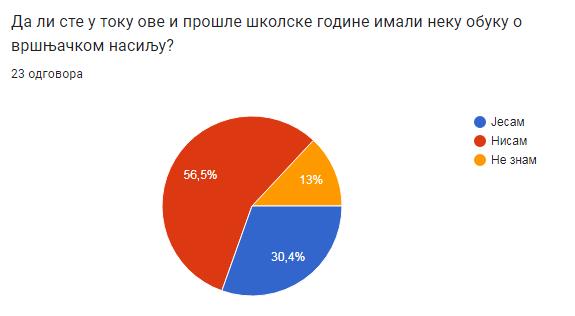 Да ли сте у току ове и прошле школске године имали неку обуку о
вршњачком насиљу?
23 одговора
Јесам
Нисам
Не знам
56,5%
13%
30,4%